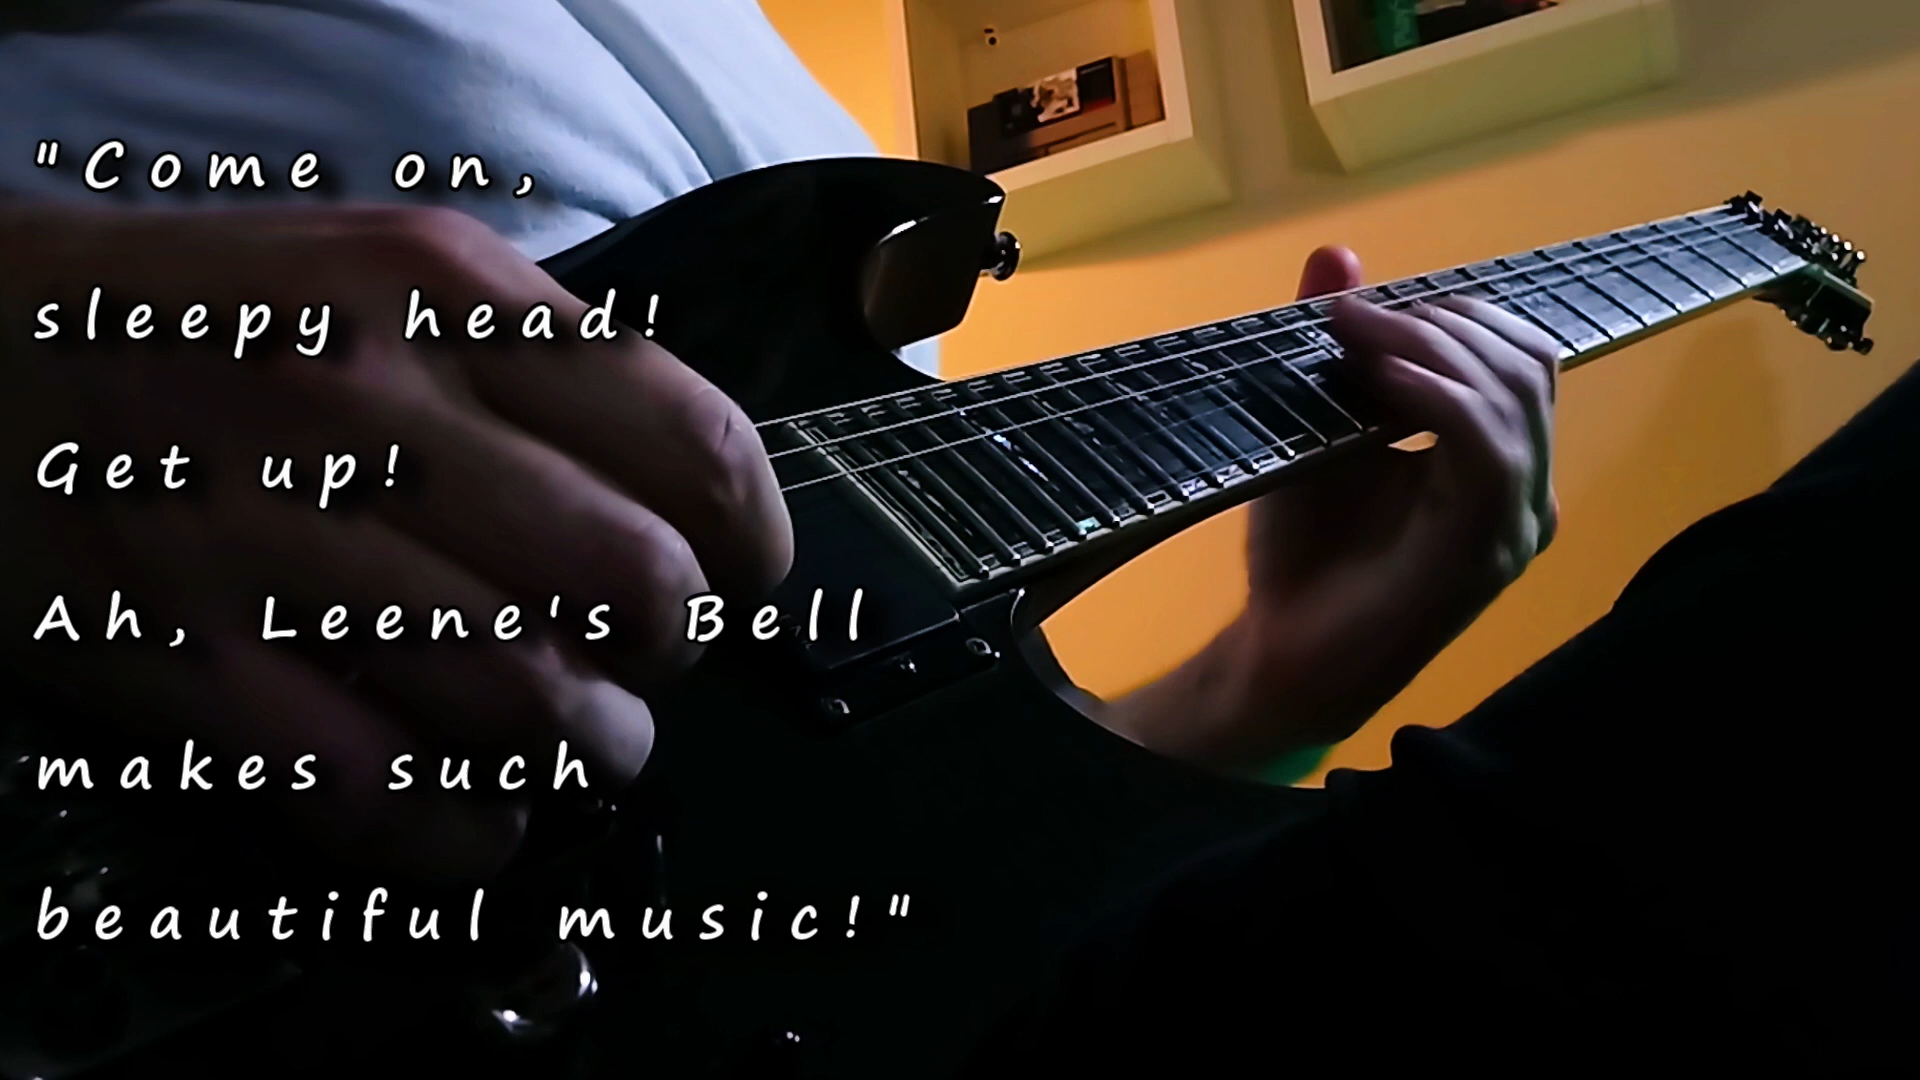 "Come on,
sleepy head!
Get up!
Ah, Leene's Bell
makes such
beautiful music!"